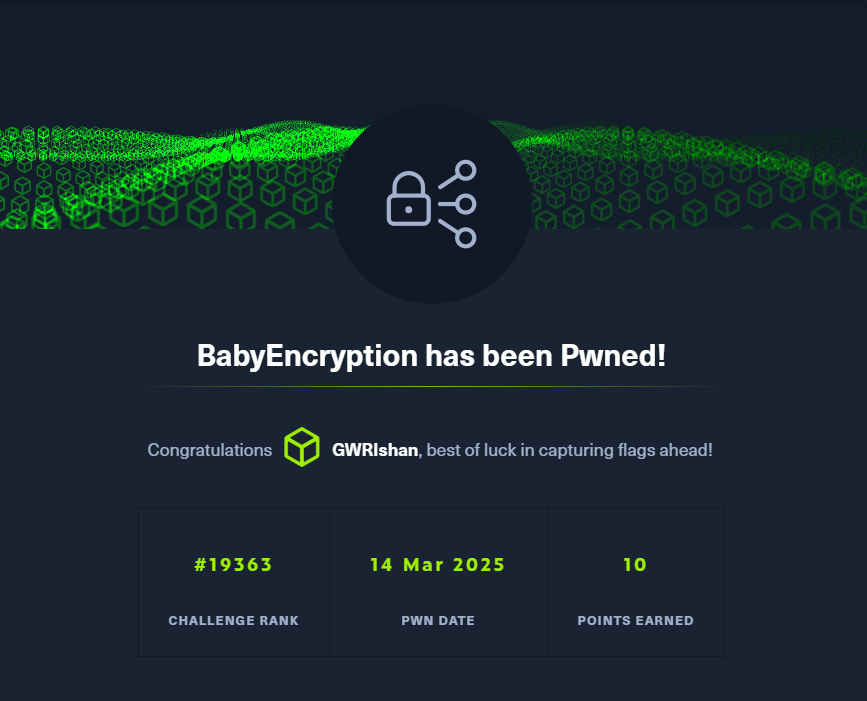 BabyEncryption has been Pwned!
Congratulations GWRIshan, best of luck in capturing flags ahead!
#19363 14 Mar 2025 10
CHALLENGE RANK PWN DATE POINTS EARNED